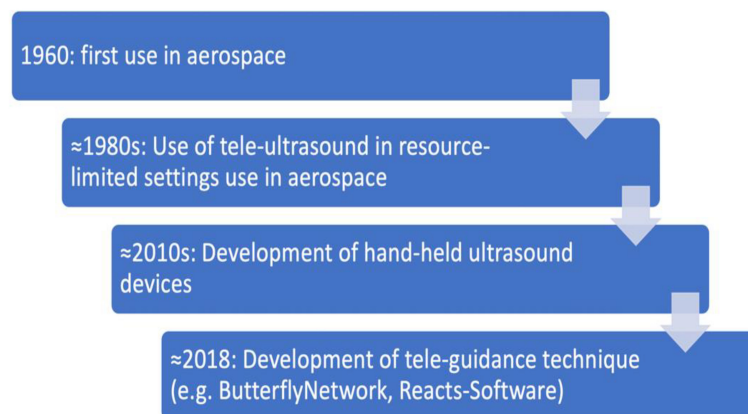 1960: first use in aerospace
≈1980s: Use of tele-ultrasound in resource-
limited settings use in aerospace
≈2010s: Development of hand-held ultrasound
devices
≈2018: Development of tele-guidance technique
(e.g. ButterflyNetwork, Reacts-Software)